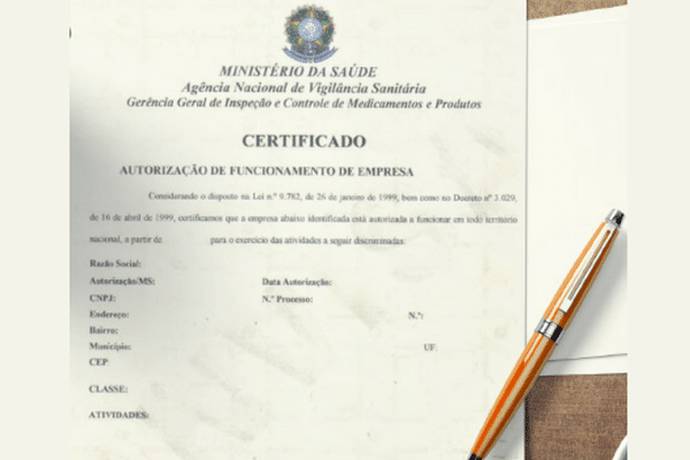 MINISTÉRIO DA SAÚDE
Agência Nacional de Vigilância Sanitária
Gerência Geral de Inspeção e Controle de Medicamentos e Produtos
CERTIFICADO
AUTORIZAÇÃO DE FUNCIONAMENTO DE EMPRESA
Considerando o disposto na Lei n.º 9.782, de 26 de janeiro de 1999, bem como no Decreto nº 3.029,
de 16 de abril de 1999, certificamos que a empresa abaixo identificada está autorizada a funcionar em todo território
nacional, a partir de para o exercício das atividades a seguir discriminadas:
Razão Social:
Autorização/MS: Data Autorização:
CNPJ: N.º Processo:
Endereço: N.º:
Bairro:
Município: UF:
CEP:
CLASSE:
ATIVIDADES: